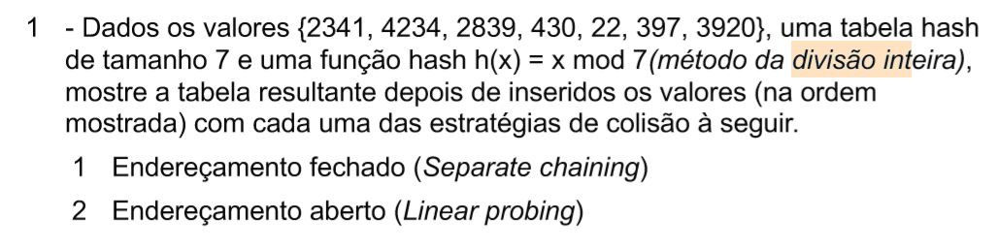 1 - Dados os valores {2341, 4234, 2839, 430, 22, 397, 3920}, uma tabela hash
de tamanho 7 e uma função hash h(x) = x mod 7(método da divisão inteira),
mostre a tabela resultante depois de inseridos os valores (na ordem
mostrada) com cada uma das estratégias de colisão à seguir.
1 Endereçamento fechado (Separate chaining)
2 Endereçamento aberto (Linear probing)